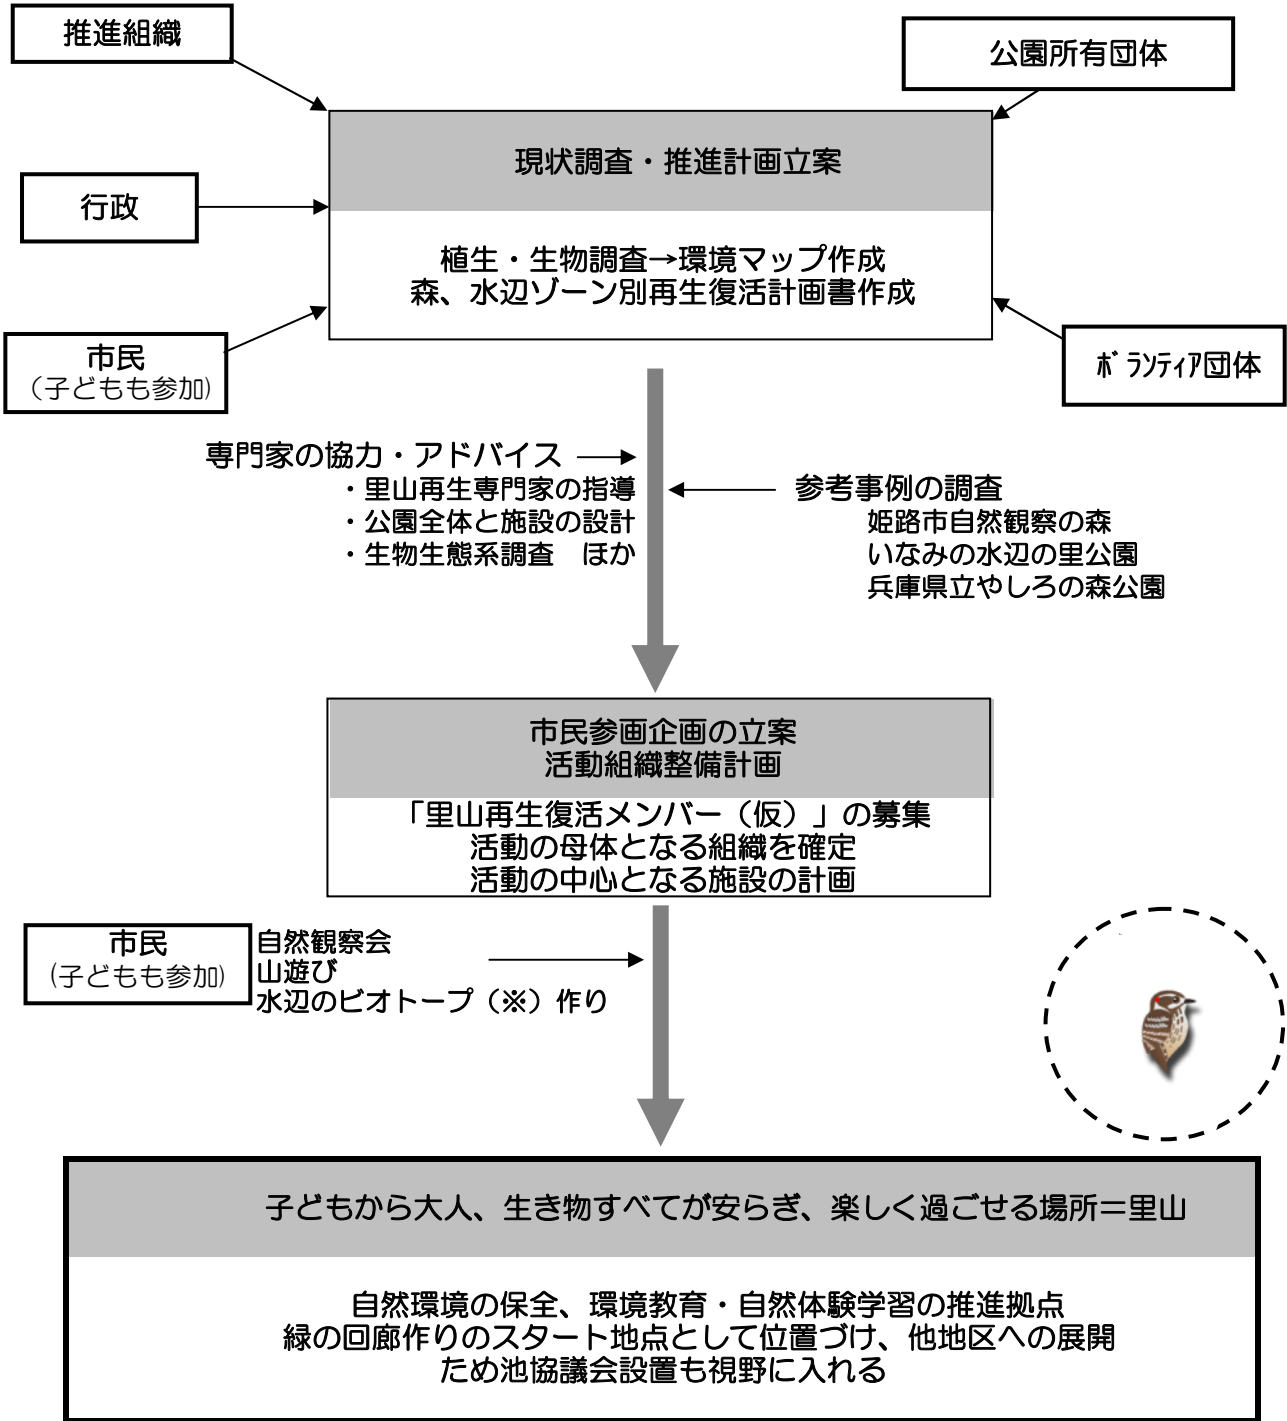 推進組織
公園所有団体
現状調査・推進計画立案
行政
植生・生物調査→環境マップ作成
森、水辺ゾーン別再生復活計画書作成
市民
（子どもも参加）
ﾎﾞﾗﾝﾃｨｱ団体
専門家の協力・アドバイス
・里山再生専門家の指導
・公園全体と施設の設計
・生物生態系調査　ほか
参考事例の調査
姫路市自然観察の森
いなみの水辺の里公園
兵庫県立やしろの森公園
市民参画企画の立案
活動組織整備計画
「里山再生復活メンバー（仮）」の募集
活動の母体となる組織を確定
活動の中心となる施設の計画
市民
（子どもも参加）
自然観察会
山遊び
水辺のビオトープ（※）作り
子どもから大人、生き物すべてが安らぎ、楽しく過ごせる場所＝里山
自然環境の保全、環境教育・自然体験学習の推進拠点
緑の回廊作りのスタート地点として位置づけ、他地区への展開
ため池協議会設置も視野に入れる